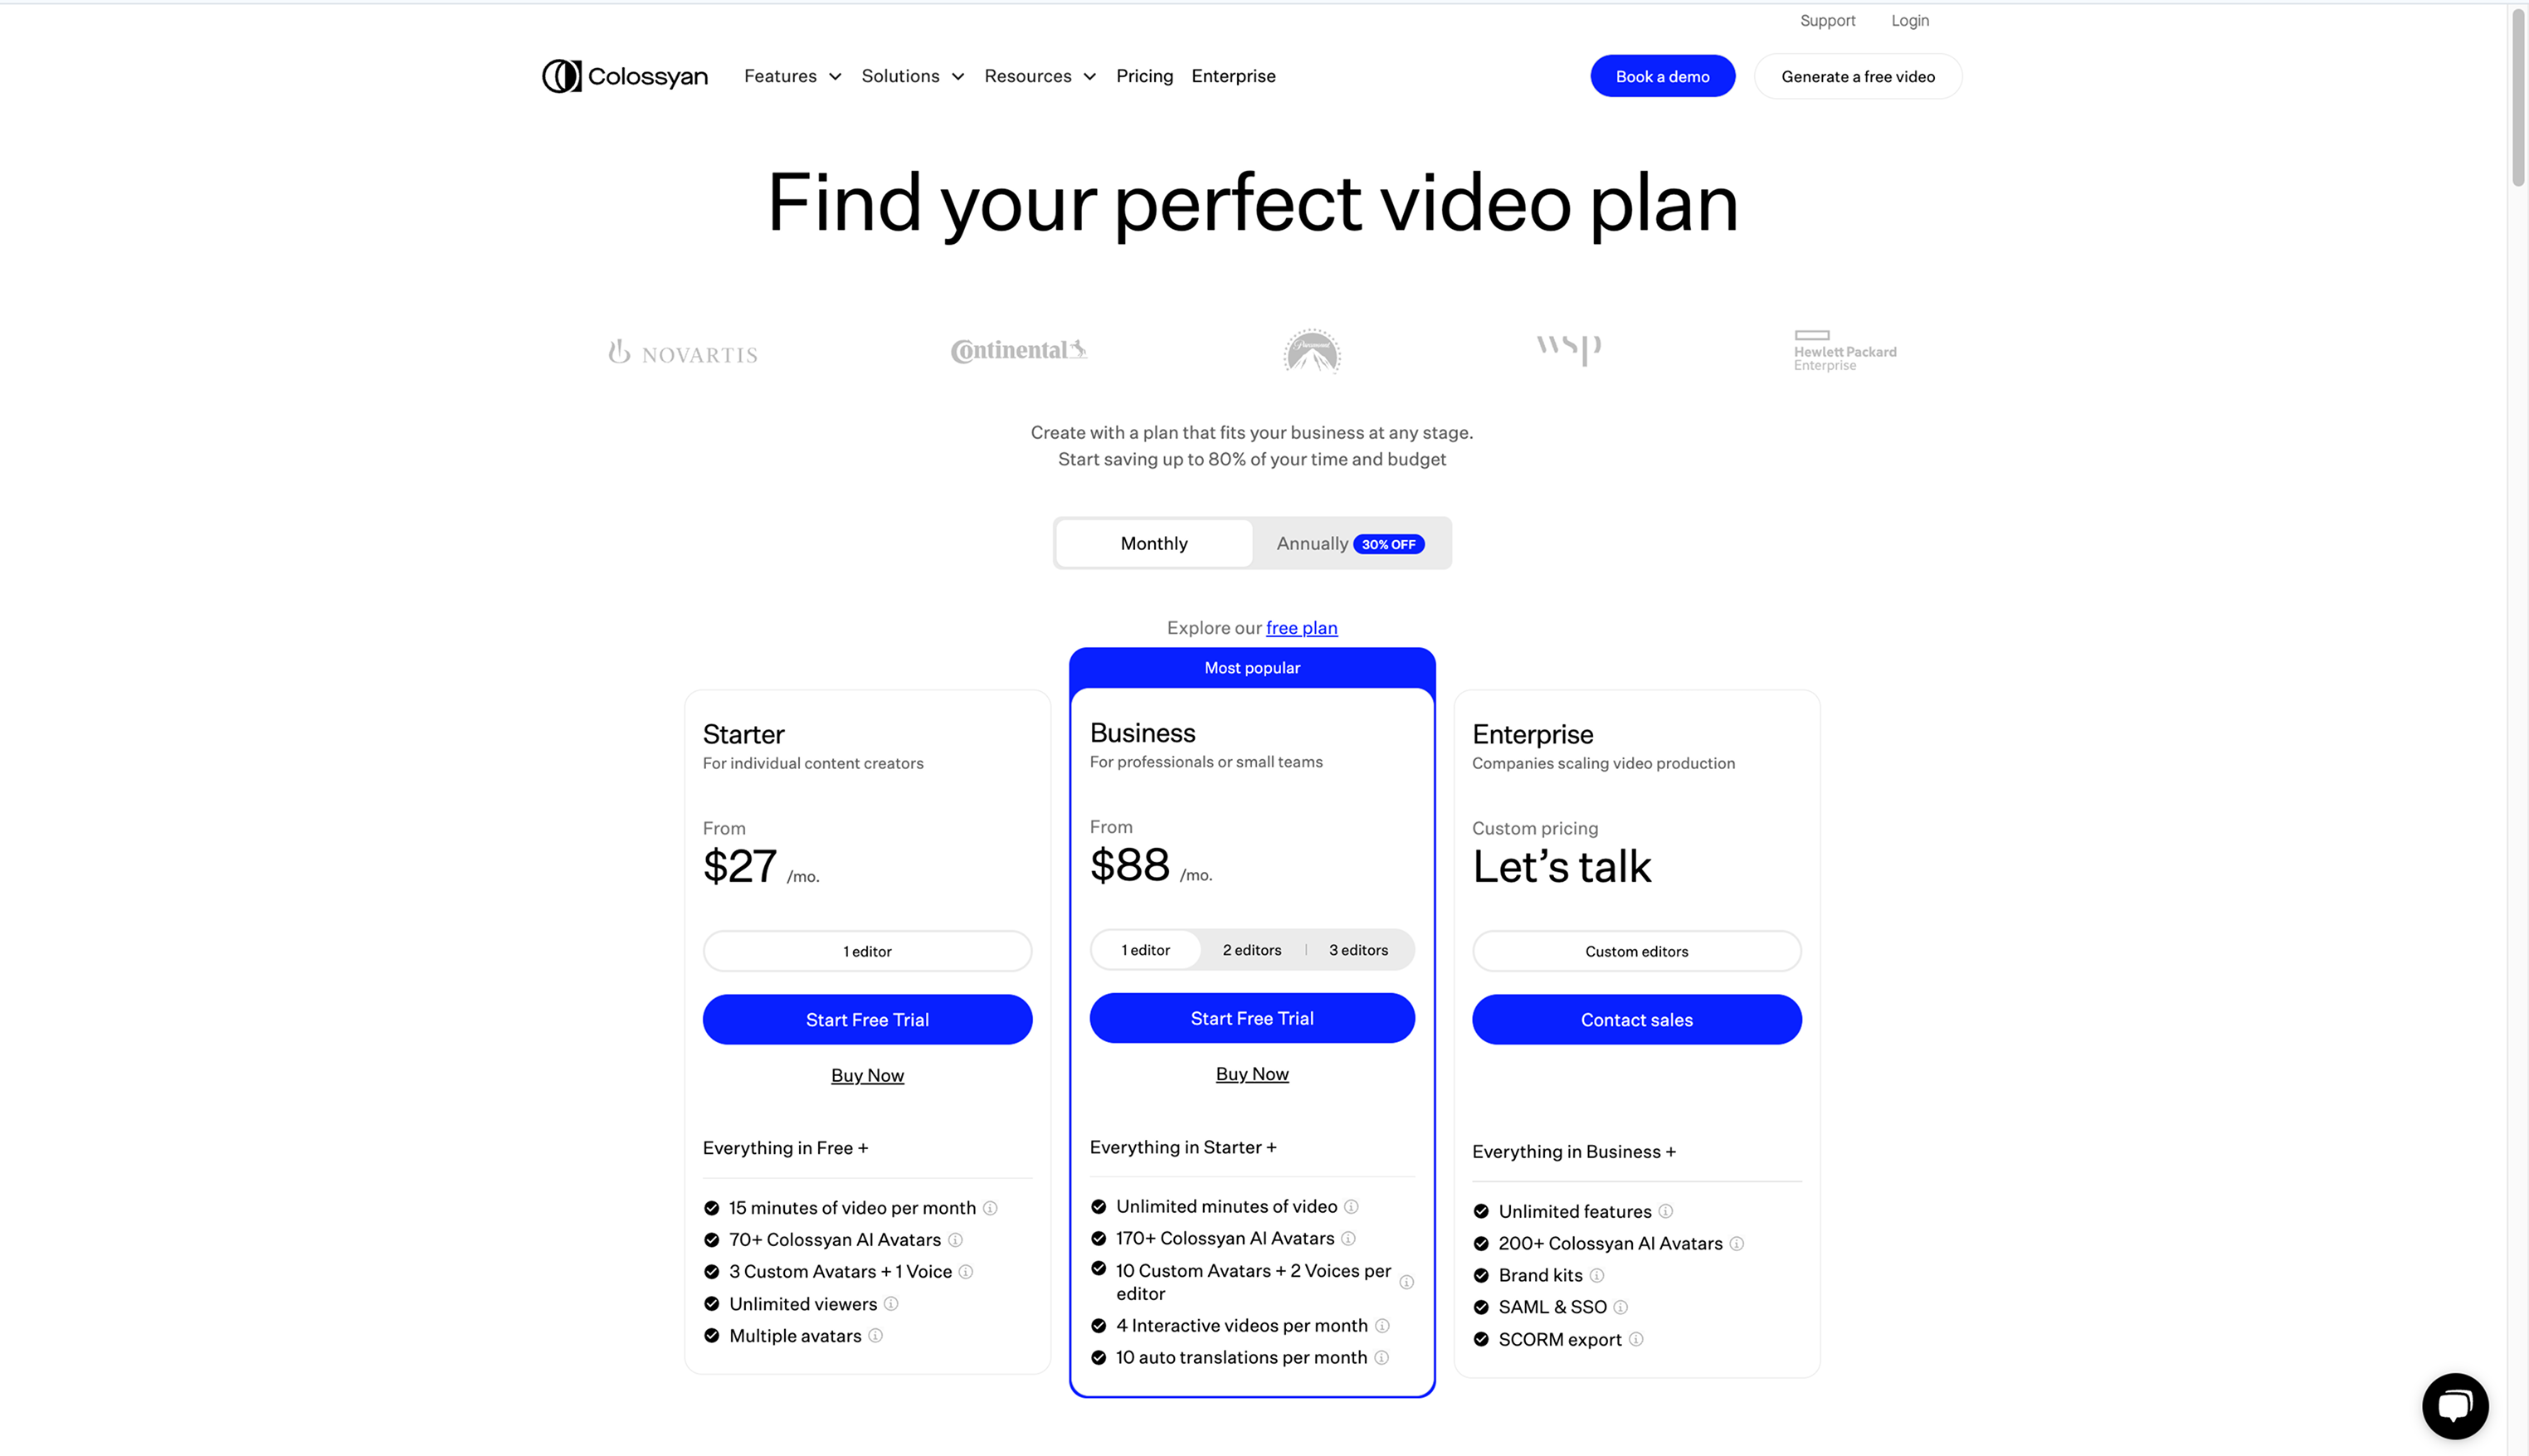 Support Login
Colossyan Features Solutions Resources Pricing Enterprise Book a demo Generate a free video
Find your perfect video plan
NOVARTIS Continental Paramount wsp Hewlett Packard
Enterprise
Create with a plan that fits your business at any stage.
Start saving up to 80% of your time and budget
Monthly Annually 30% OFF
Explore our free plan
Most popular
Starter
For individual content creators
From
$27 /mo.
1 editor
Start Free Trial
Buy Now
Everything in Free +
15 minutes of video per month
70+ Colossyan AI Avatars
3 Custom Avatars + 1 Voice
Unlimited viewers
Multiple avatars
Business
For professionals or small teams
From
$88 /mo.
1 editor 2 editors 3 editors
Start Free Trial
Buy Now
Everything in Starter +
Unlimited minutes of video
170+ Colossyan AI Avatars
10 Custom Avatars + 2 Voices per
editor
4 Interactive videos per month
10 auto translations per month
Enterprise
Companies scaling video production
Custom pricing
Let’s talk
Custom editors
Contact sales
Everything in Business +
Unlimited features
200+ Colossyan AI Avatars
Brand kits
SAML & SSO
SCORM export